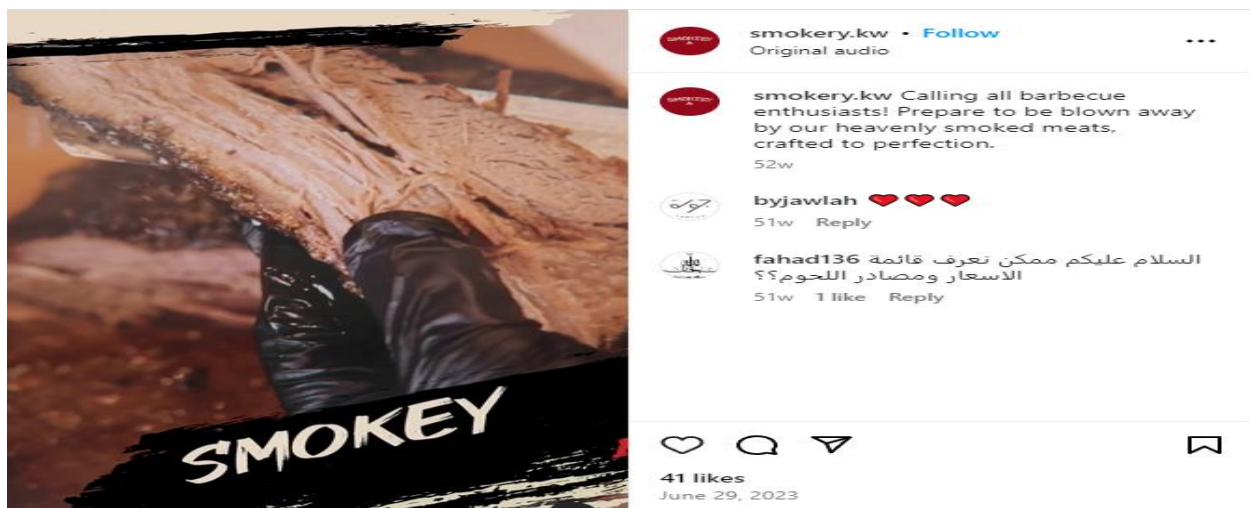 smokery.kw • Follow
Original audio
smokery.kw Calling all barbecue
enthusiasts! Prepare to be blown away
by our heavenly smoked meats,
crafted to perfection.
52w
byjawlah ❤️❤️❤️
51w Reply
fahad136 السلام عليكم ممكن نعرف قائمة
الاسعار ومصادر اللحوم؟؟
51w 1 like Reply
SMOKEY
41 likes
June 29, 2023